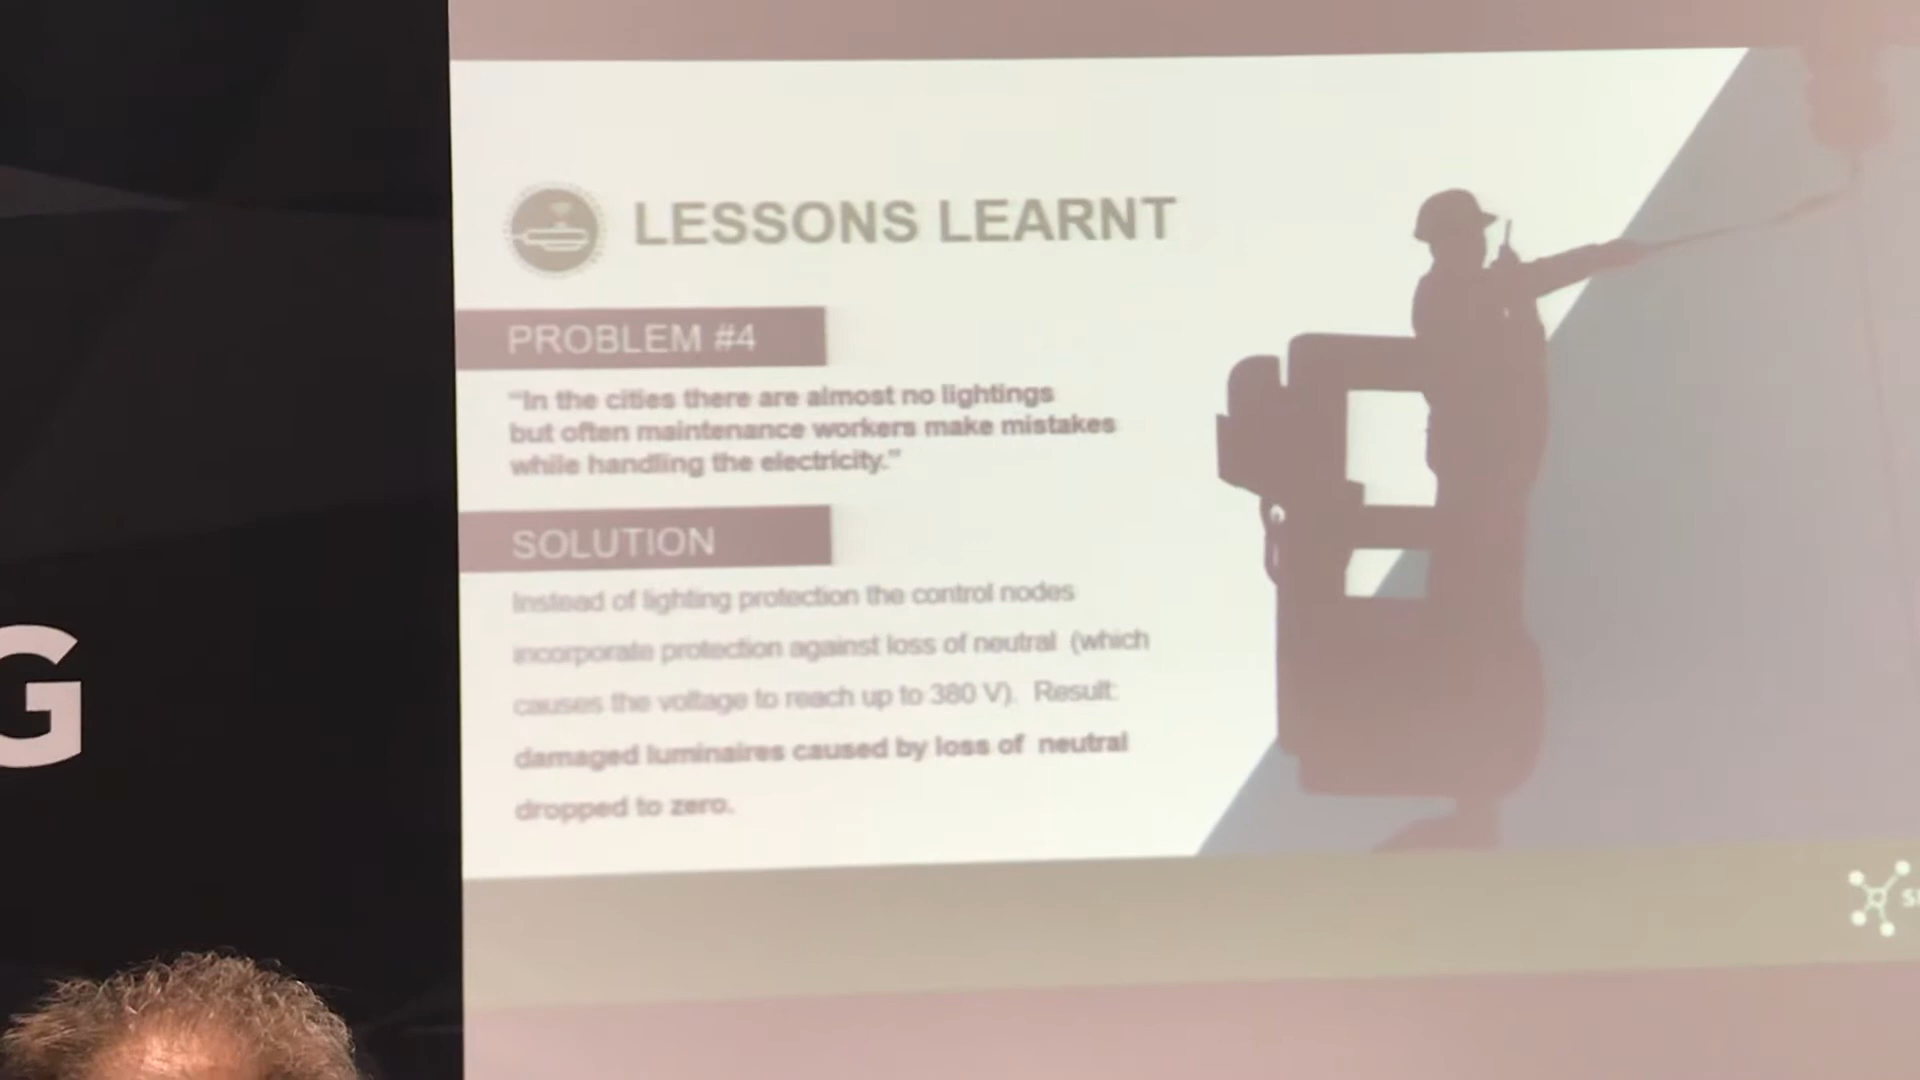 LESSONS LEARNT
PROBLEM #4
"In the cities there are almost no lightings
but often maintenance workers make mistakes
while handling the electricity."
SOLUTION
Instead of lighting protection the control nodes
incorporate protection against loss of neutral (which
causes the voltage to reach up to 380 V). Result:
damaged luminaires caused by loss of neutral
dropped to zero.
G